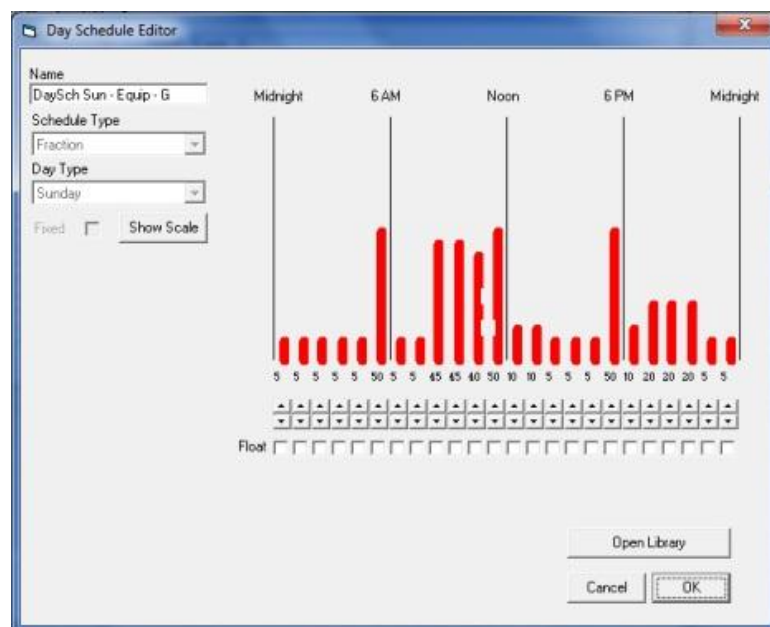 Day Schedule Editor
Name
DaySch Sun - Equip - G
Schedule Type
Fraction
Day Type
Sunday
Fixed
Show Scale
Midnight 6 AM Noon 6 PM Midnight
5 5 5 5 5 50 5 5 45 45 40 50 10 10 5 5 5 50 10 20 20 20 5 5
Float
Open Library
Cancel OK